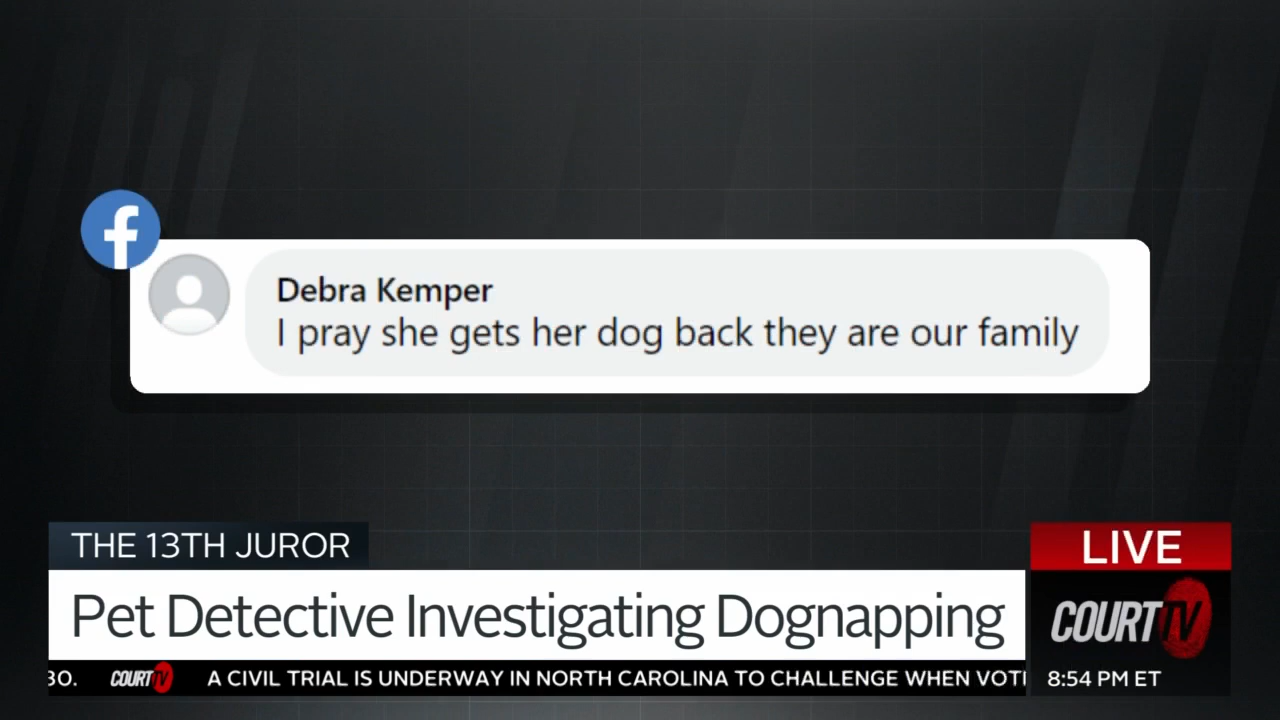 f
Debra Kemper
I pray she gets her dog back they are our family
THE 13TH JUROR
LIVE
Pet Detective Investigating Dognapping
COURT TV
30. COURT TV A CIVIL TRIAL IS UNDERWAY IN NORTH CAROLINA TO CHALLENGE WHEN VOTI
8:54 PM ET